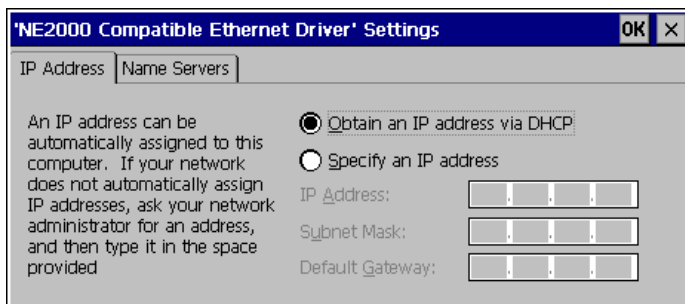 'NE2000 Compatible Ethernet Driver' Settings OK ×
IP Address Name Servers
An IP address can be
automatically assigned to this
computer. If your network
does not automatically assign
IP addresses, ask your network
administrator for an address,
and then type it in the space
provided
Obtain an IP address via DHCP
Specify an IP address
IP Address:
Subnet Mask:
Default Gateway: